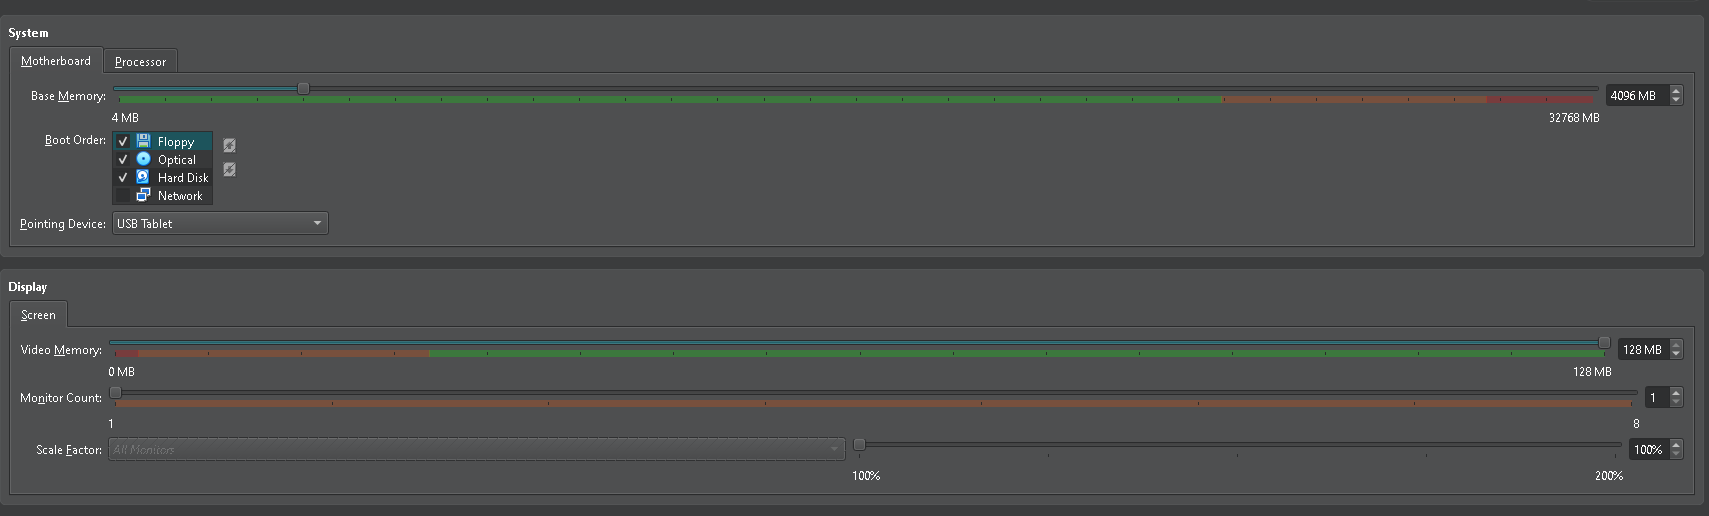 System
Motherboard Processor
Base Memory: 4096 MB
4 MB 32768 MB
Boot Order: Floppy
Optical
Hard Disk
Network
Pointing Device: USB Tablet
Display
Screen
Video Memory: 128 MB
0 MB 128 MB
Monitor Count: 1
1 8
Scale Factor: All Monitors 100%
100% 200%